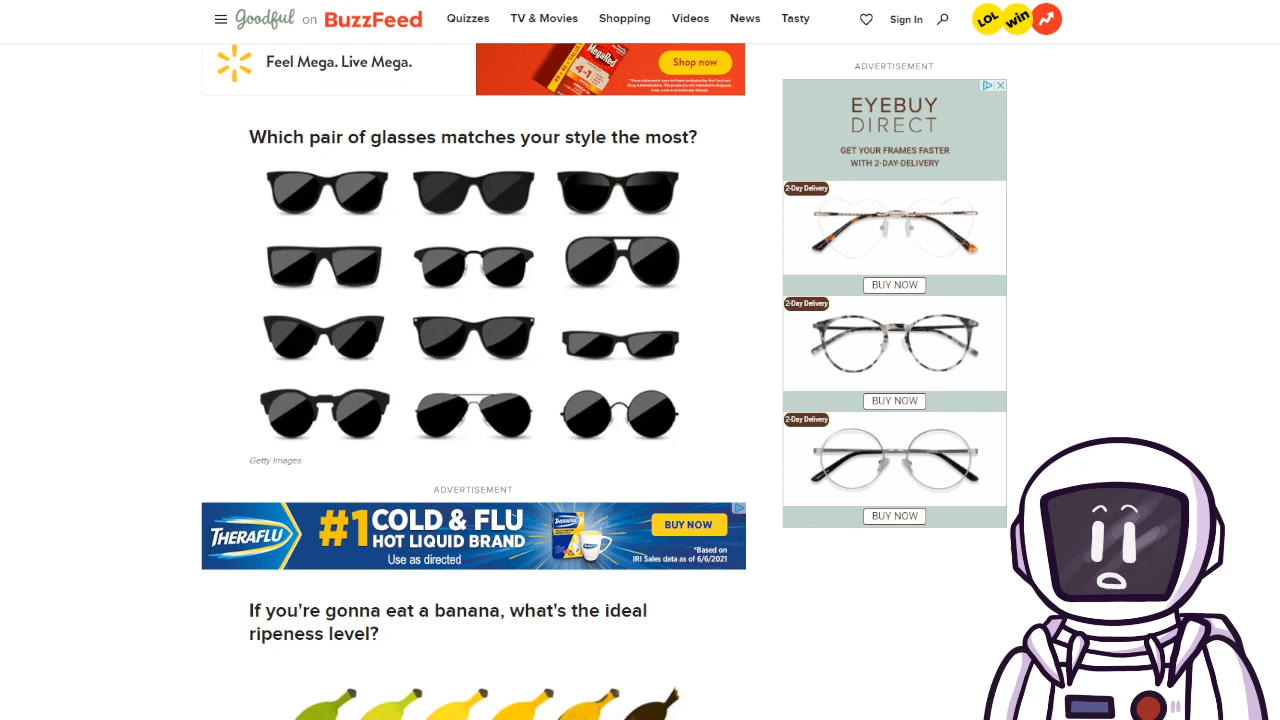 Goodful on BuzzFeed Quizzes TV & Movies Shopping Videos News Tasty Sign In LOL win
Feel Mega. Live Mega.
MegaRed
4-in-1
Shop now
ADVERTISEMENT
EYEBUY
DIRECT
GET YOUR FRAMES FASTER
WITH 2-DAY-DELIVERY
2-Day Delivery
BUY NOW
2-Day Delivery
BUY NOW
2-Day Delivery
BUY NOW
Which pair of glasses matches your style the most?
Getty Images
ADVERTISEMENT
THERAFLU
#1 COLD & FLU
HOT LIQUID BRAND
Use as directed
THERAFLU
BUY NOW
*Based on
IRI Sales data as of 6/6/2021
If you're gonna eat a banana, what's the ideal
ripeness level?